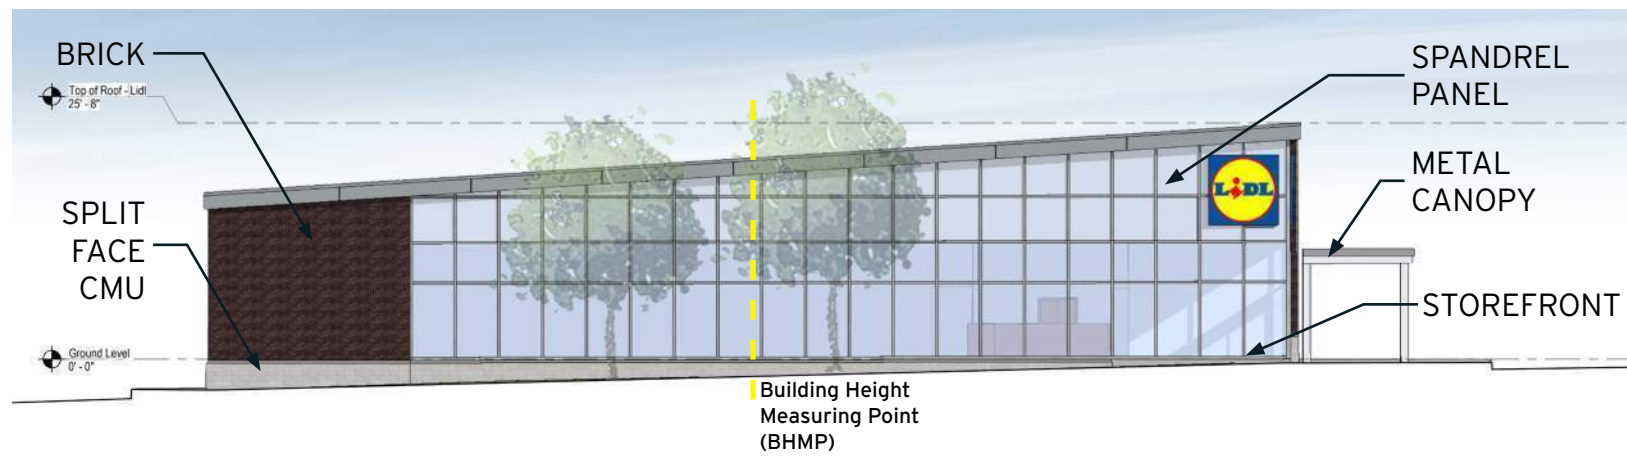 BRICK
Top of Roof - Lidl
25' - 8"
SPLIT
FACE
CMU
Ground Level
0' - 0"
Building Height
Measuring Point
(BHMP)
SPANDREL
PANEL
LiDL
METAL
CANOPY
STOREFRONT